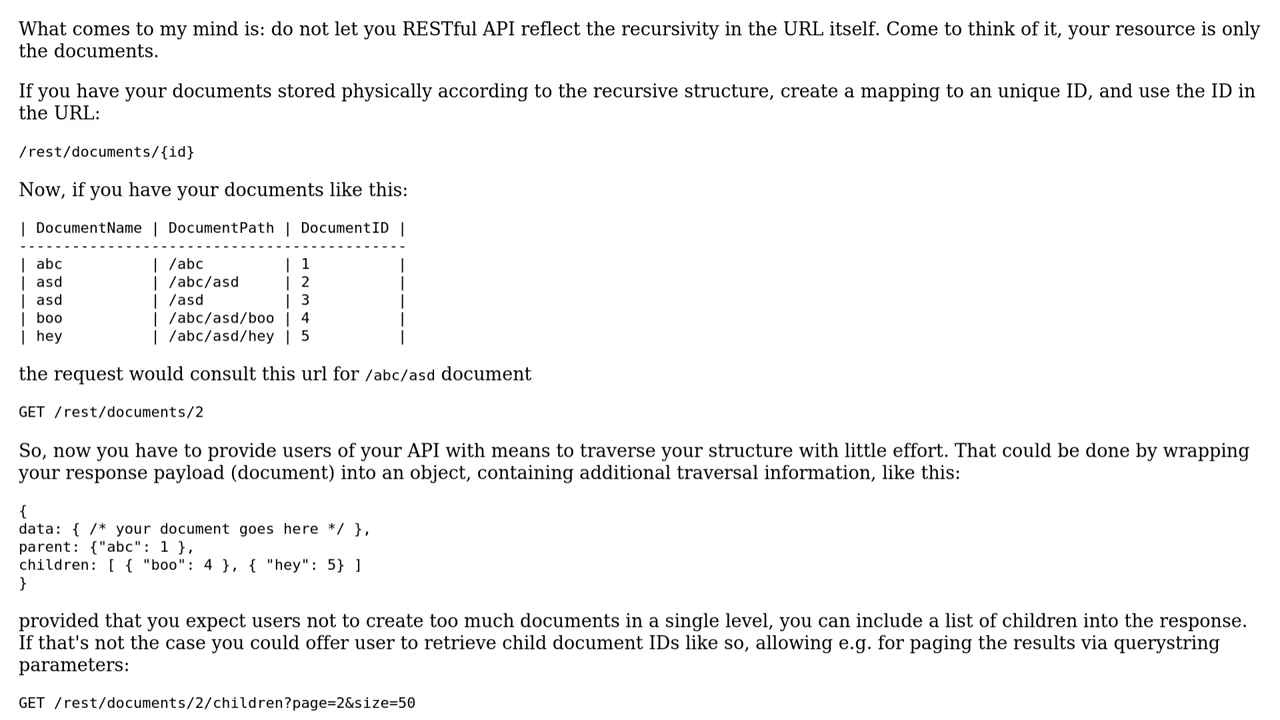 What comes to my mind is: do not let you RESTful API reflect the recursivity in the URL itself. Come to think of it, your resource is only
the documents.
If you have your documents stored physically according to the recursive structure, create a mapping to an unique ID, and use the ID in
the URL:
/rest/documents/{id}
Now, if you have your documents like this:
| DocumentName | DocumentPath | DocumentID |
--------------------------------------------
| abc          | /abc         | 1          |
| asd          | /abc/asd     | 2          |
| asd          | /asd         | 3          |
| boo          | /abc/asd/boo | 4          |
| hey          | /abc/asd/hey | 5          |
the request would consult this url for /abc/asd document
GET /rest/documents/2
So, now you have to provide users of your API with means to traverse your structure with little effort. That could be done by wrapping
your response payload (document) into an object, containing additional traversal information, like this:
{
data: { /* your document goes here */ },
parent: {"abc": 1 },
children: [ { "boo": 4 }, { "hey": 5} ]
}
provided that you expect users not to create too much documents in a single level, you can include a list of children into the response.
If that's not the case you could offer user to retrieve child document IDs like so, allowing e.g. for paging the results via querystring
parameters:
GET /rest/documents/2/children?page=2&size=50